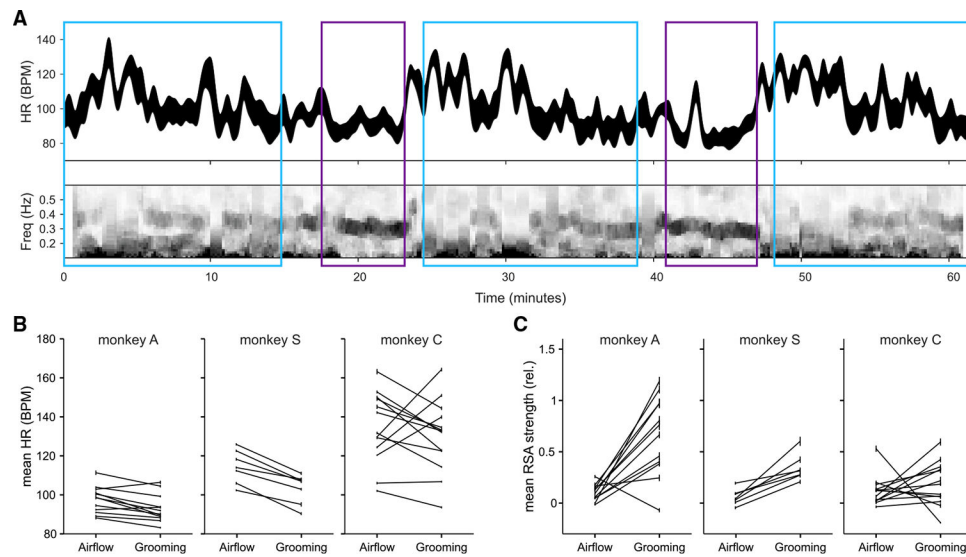 A
HR (BPM)
140
120
100
80
Freq (Hz)
0.5
0.4
0.3
0.2
0 10 20 30 40 50 60
Time (minutes)
B
mean HR (BPM)
180
160
140
120
100
80
monkey A monkey S monkey C
Airflow Grooming Airflow Grooming Airflow Grooming
C
mean RSA strength (rel.)
1.5
1
0.5
0
monkey A monkey S monkey C
Airflow Grooming Airflow Grooming Airflow Grooming